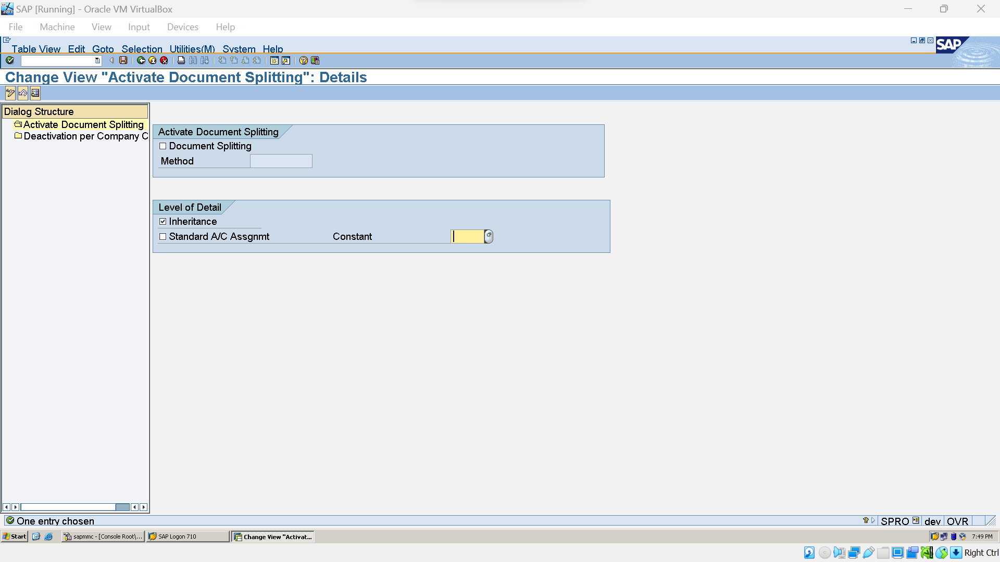 SAP [Running] - Oracle VM VirtualBox
File Machine View Input Devices Help
Table View Edit Goto Selection Utilities(M) System Help
SAP
Change View "Activate Document Splitting": Details
Dialog Structure
Activate Document Splitting
Deactivation per Company C
Activate Document Splitting
Document Splitting
Method
Level of Detail
Inheritance
Standard A/C Assgnmt Constant
One entry chosen
SPRO dev OVR
Start sapmmc - [Console Root\... SAP Logon 710 Change View "Activat... 7:49 PM
Right Ctrl